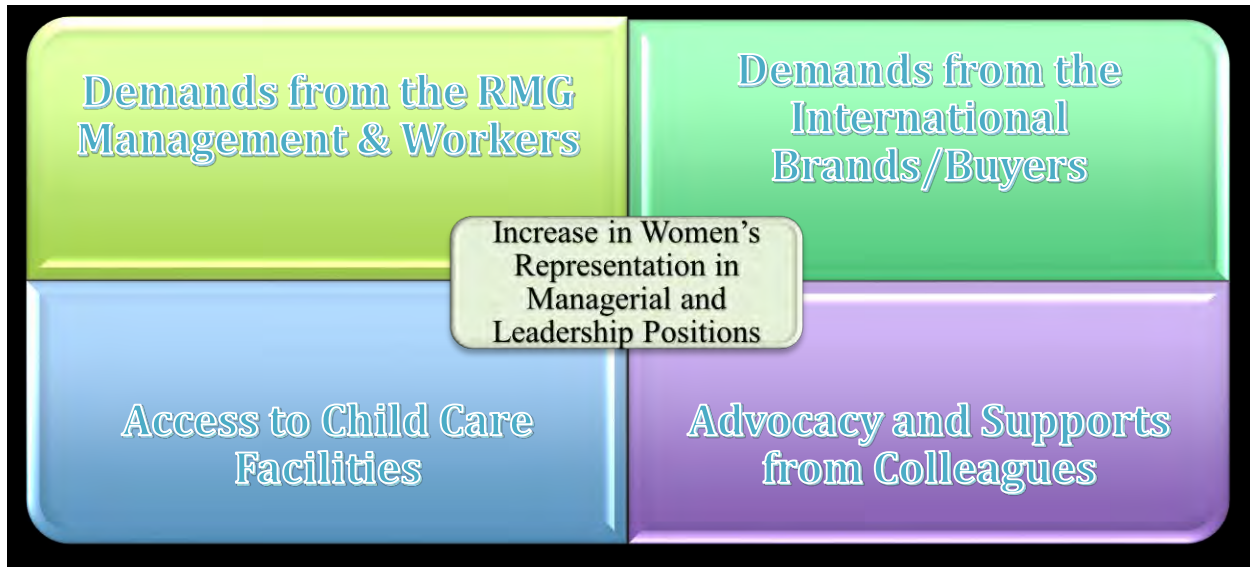 Demands from the RMG
Management & Workers
Demands from the
International
Brands/Buyers
Increase in Women’s
Representation in
Managerial and
Leadership Positions
Access to Child Care
Facilities
Advocacy and Supports
from Colleagues